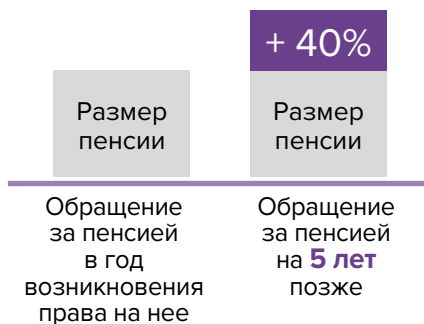 + 40%
Размер
пенсии
Размер
пенсии
Обращение
за пенсией
в год
возникновения
права на нее
Обращение
за пенсией
на 5 лет
позже